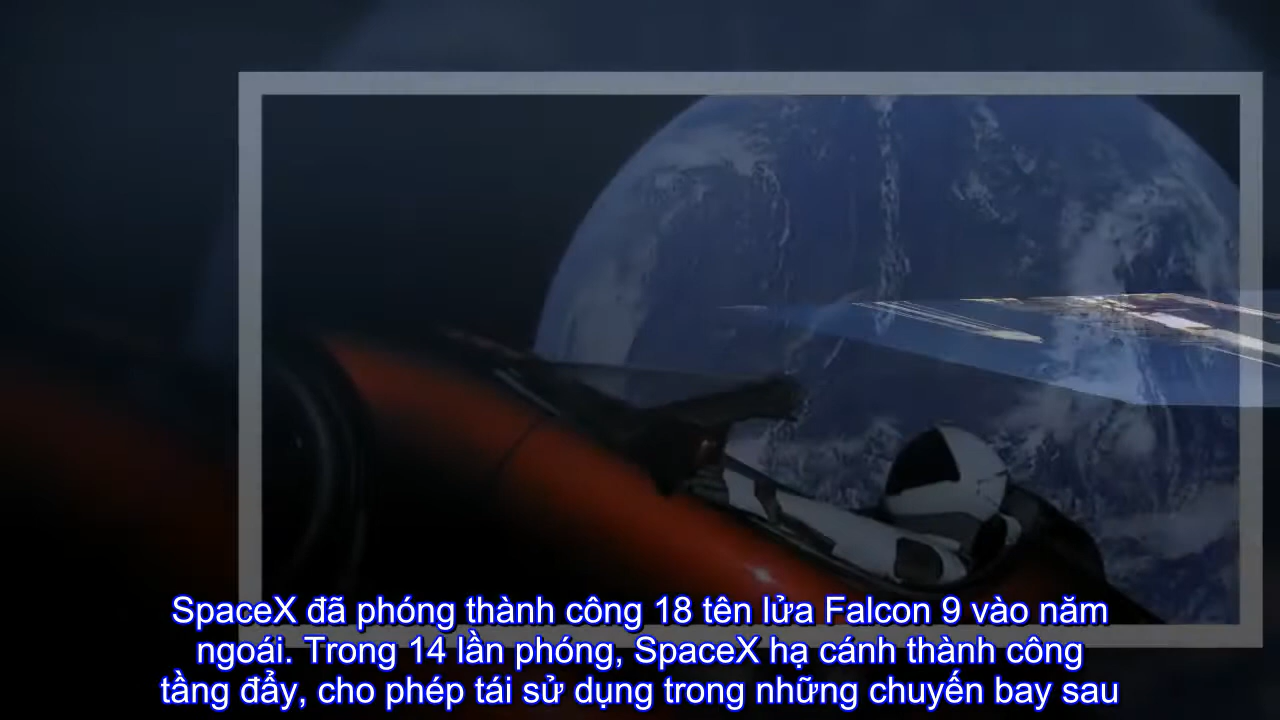 SpaceX đã phóng thành công 18 tên lửa Falcon 9 vào năm
ngoái. Trong 14 lần phóng, SpaceX hạ cánh thành công
tầng đẩy, cho phép tái sử dụng trong những chuyến bay sau